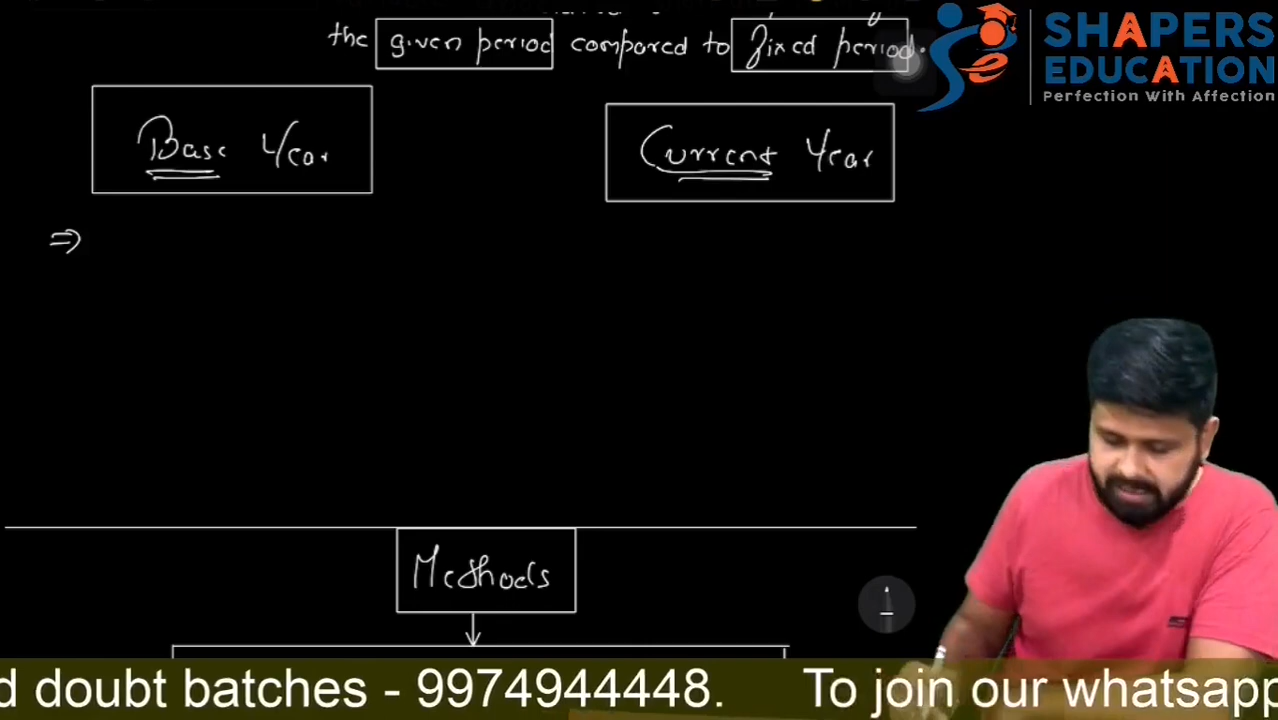 the given period compared to fixed period.
SHAPERS
EDUCATION
Perfection With Affection
Base Year
Current Year
⇒
Methods
d doubt batches - 9974944448. To join our whatsapp